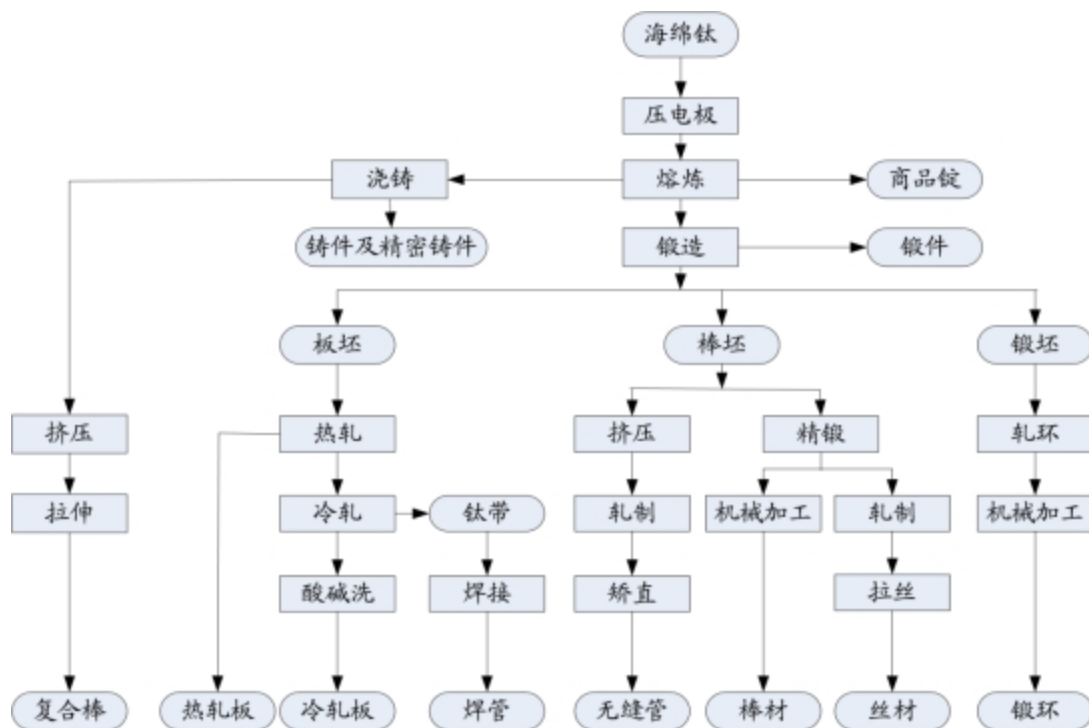 海绵钛
压电极
浇铸
熔炼
商品锭
铸件及精密铸件
锻造
锻件
板坯
棒坯
锻坯
挤压
热轧
挤压
精锻
轧环
拉伸
冷轧
钛带
轧制
机械加工
轧制
机械加工
酸碱洗
焊接
矫直
拉丝
复合棒
热轧板
冷轧板
焊管
无缝管
棒材
丝材
锻环